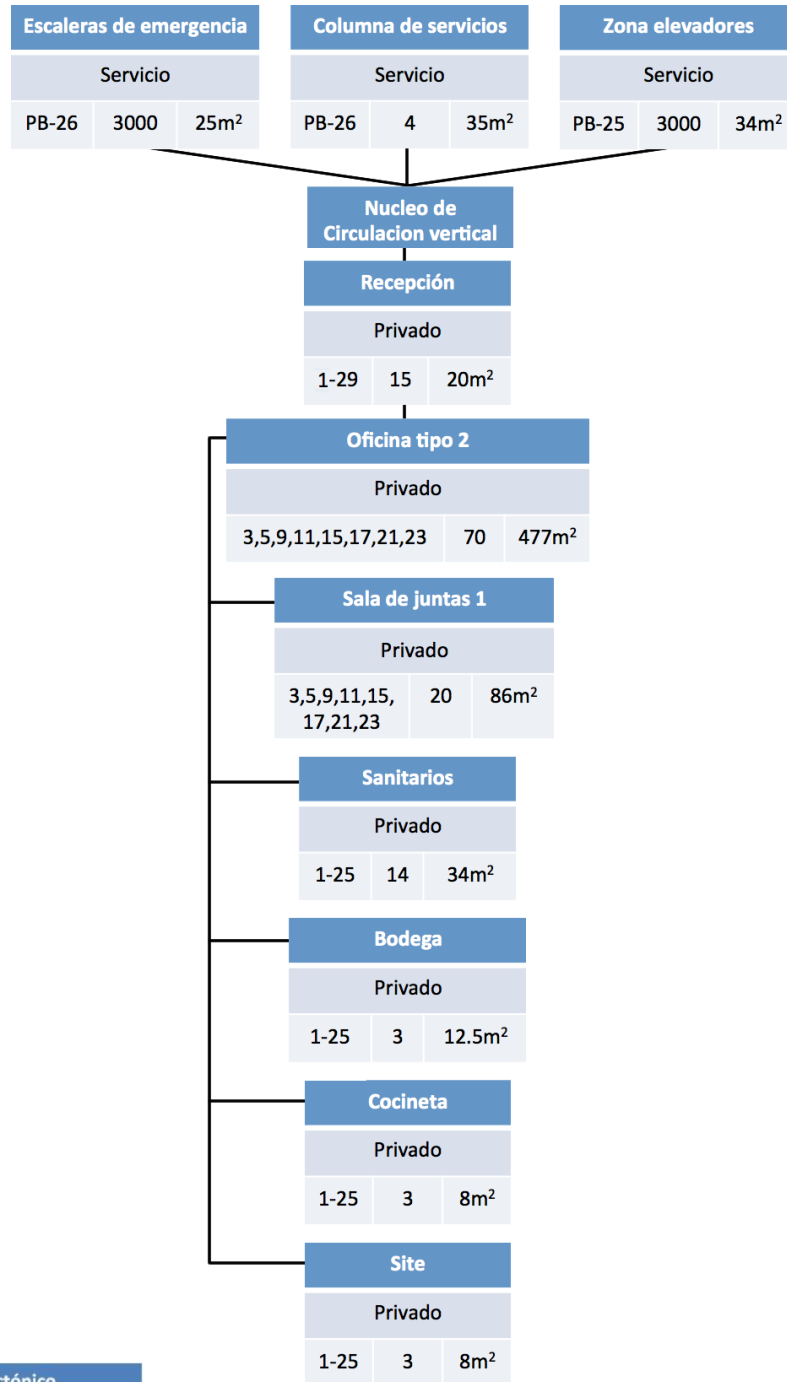 Escaleras de emergencia
Servicio
PB-26 3000 25m²
Columna de servicios
Servicio
PB-26 4 35m²
Zona elevadores
Servicio
PB-25 3000 34m²
Nucleo de
Circulacion vertical
Recepción
Privado
1-29 15 20m²
Oficina tipo 2
Privado
3,5,9,11,15,17,21,23 70 477m²
Sala de juntas 1
Privado
3,5,9,11,15, 20 86m²
17,21,23
Sanitarios
Privado
1-25 14 34m²
Bodega
Privado
1-25 3 12.5m²
Cocineta
Privado
1-25 3 8m²
Site
Privado
1-25 3 8m²